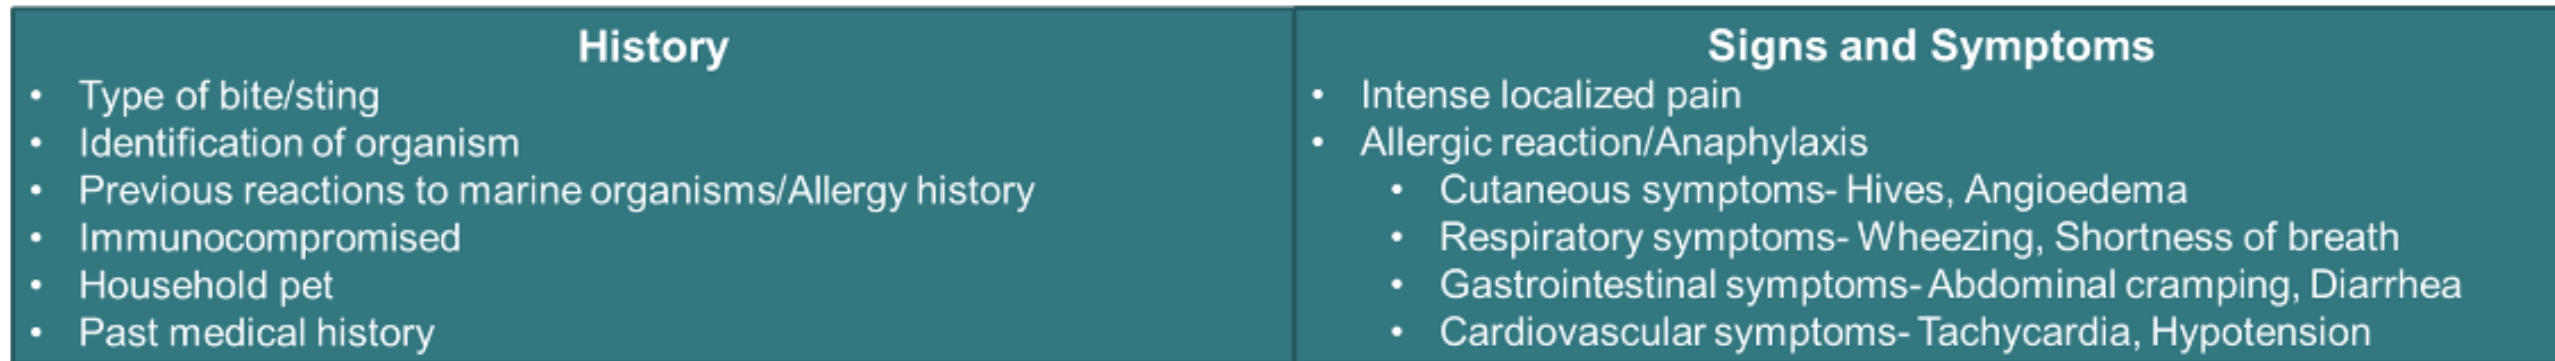 History
• Type of bite/sting
• Identification of organism
• Previous reactions to marine organisms/Allergy history
• Immunocompromised
• Household pet
• Past medical history
Signs and Symptoms
• Intense localized pain
• Allergic reaction/Anaphylaxis
• Cutaneous symptoms- Hives, Angioedema
• Respiratory symptoms- Wheezing, Shortness of breath
• Gastrointestinal symptoms- Abdominal cramping, Diarrhea
• Cardiovascular symptoms- Tachycardia, Hypotension